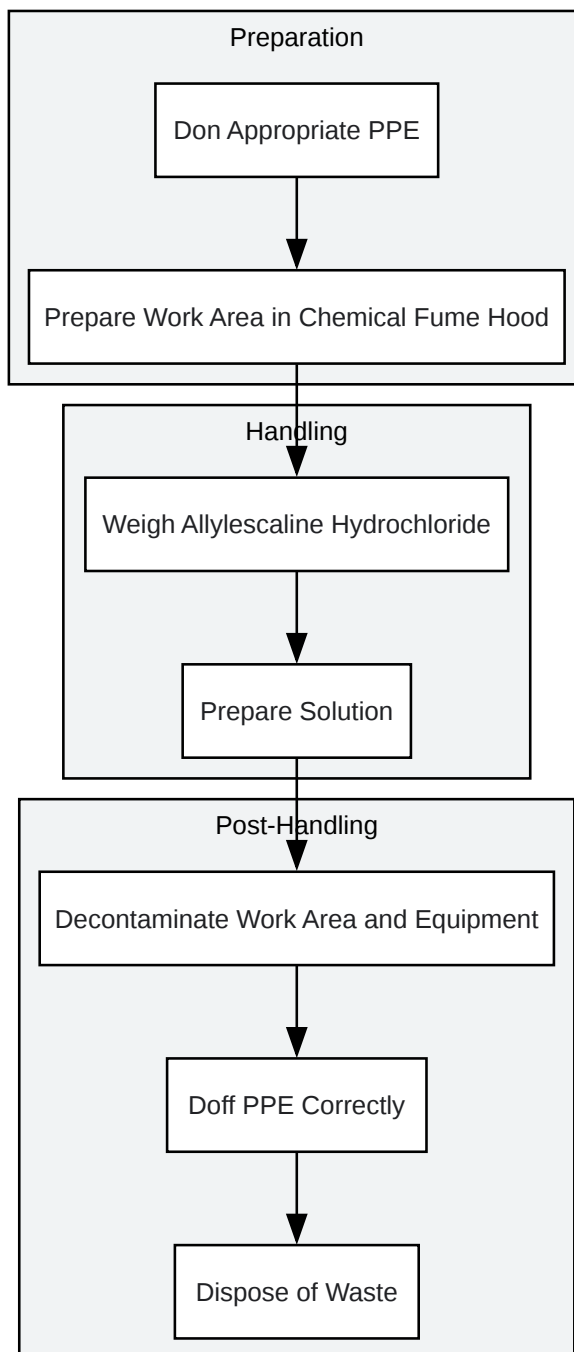 Preparation
Don Appropriate PPE
Prepare Work Area in Chemical Fume Hood
Handling
Weigh Allylescaline Hydrochloride
Prepare Solution
Post-Handling
Decontaminate Work Area and Equipment
Doff PPE Correctly
Dispose of Waste